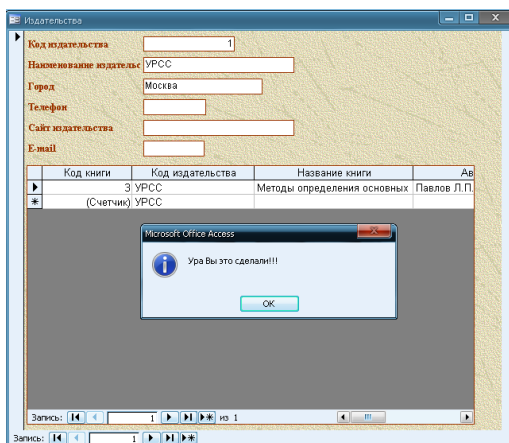 Издательства
Код издательства 1
Наименование издательс УРСС
Город Москва
Телефон
Сайт издательства
E-mail
Код книги Код издательства Название книги Ав
3 УРСС Методы определения основных Павлов Л.П.
(Счетчик) УРСС
Microsoft Office Access
Ура Вы это сделали!!!
OK
Запись: 1 из 1
Запись: 1